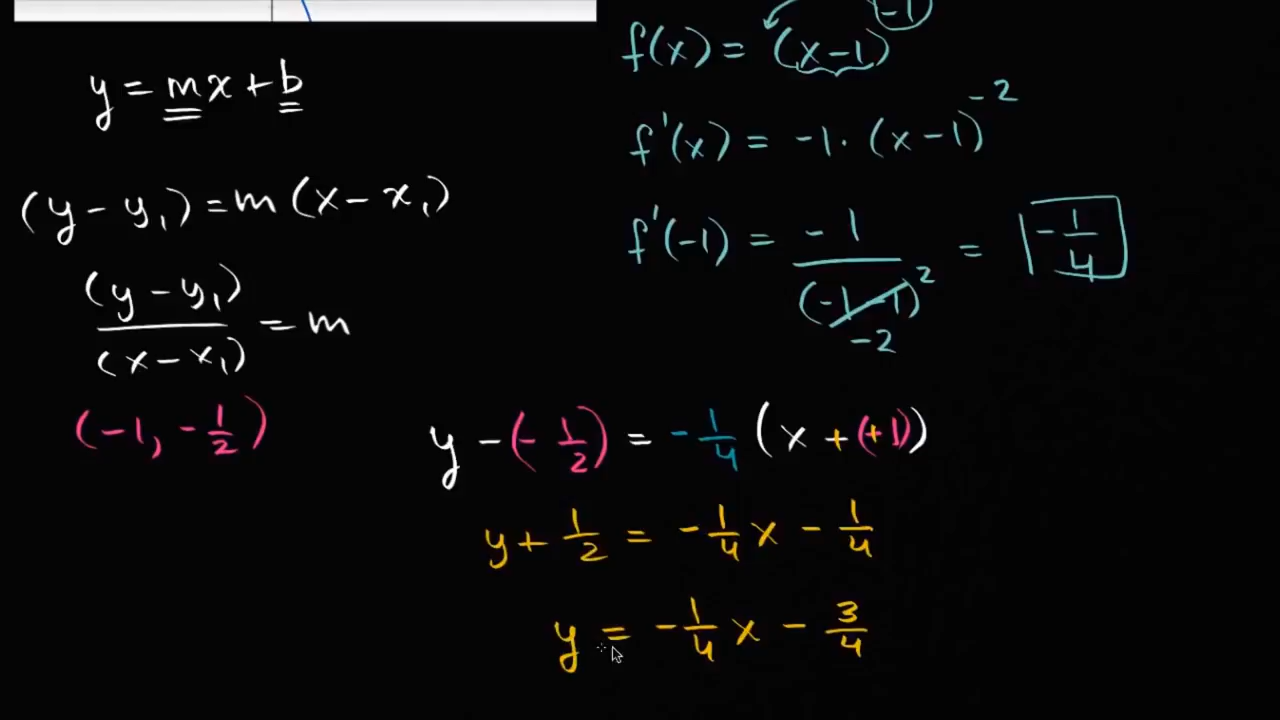 y = mx + b
(y - y₁) = m (x - x₁)
(y - y₁) / (x - x₁) = m
(-1, -1/2)
f(x) = (x-1)^-1
f'(x) = -1 · (x-1)^-2
f'(-1) = -1 / (-1-1)² = -1/4
-2
y - (-1/2) = -1/4 (x + (+1))
y + 1/2 = -1/4 x - 1/4
y = -1/4 x - 3/4